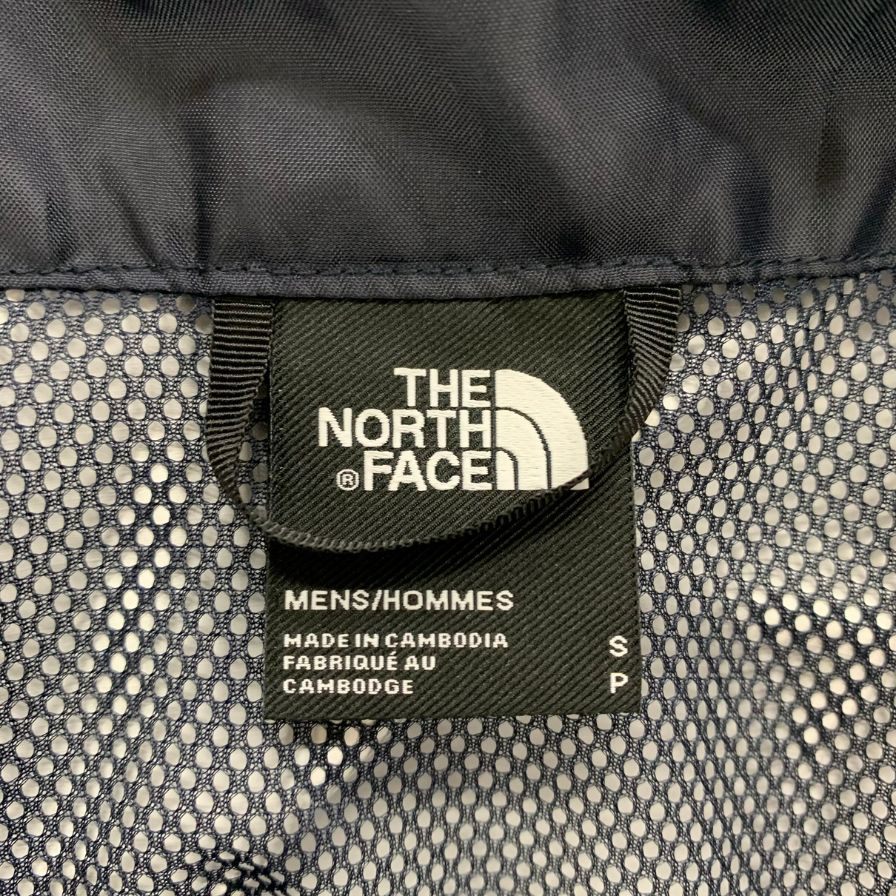 THE
NORTH
®FACE
MENS/HOMMES
MADE IN CAMBODIA
FABRIQUÉ AU
CAMBODGE
S
P